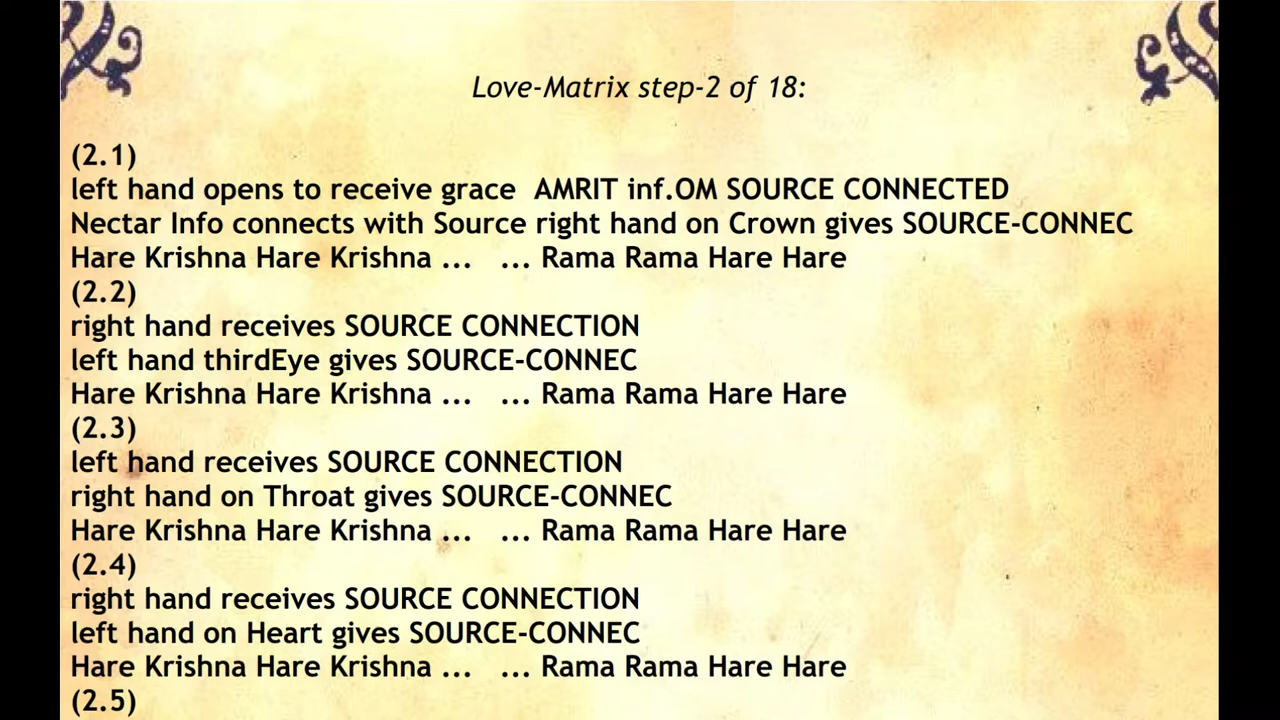 Love-Matrix step-2 of 18:
(2.1)
left hand opens to receive grace  AMRIT inf.OM SOURCE CONNECTED
Nectar Info connects with Source right hand on Crown gives SOURCE-CONNEC
Hare Krishna Hare Krishna ...   ... Rama Rama Hare Hare
(2.2)
right hand receives SOURCE CONNECTION
left hand thirdEye gives SOURCE-CONNEC
Hare Krishna Hare Krishna ...   ... Rama Rama Hare Hare
(2.3)
left hand receives SOURCE CONNECTION
right hand on Throat gives SOURCE-CONNEC
Hare Krishna Hare Krishna ...   ... Rama Rama Hare Hare
(2.4)
right hand receives SOURCE CONNECTION
left hand on Heart gives SOURCE-CONNEC
Hare Krishna Hare Krishna ...   ... Rama Rama Hare Hare
(2.5)